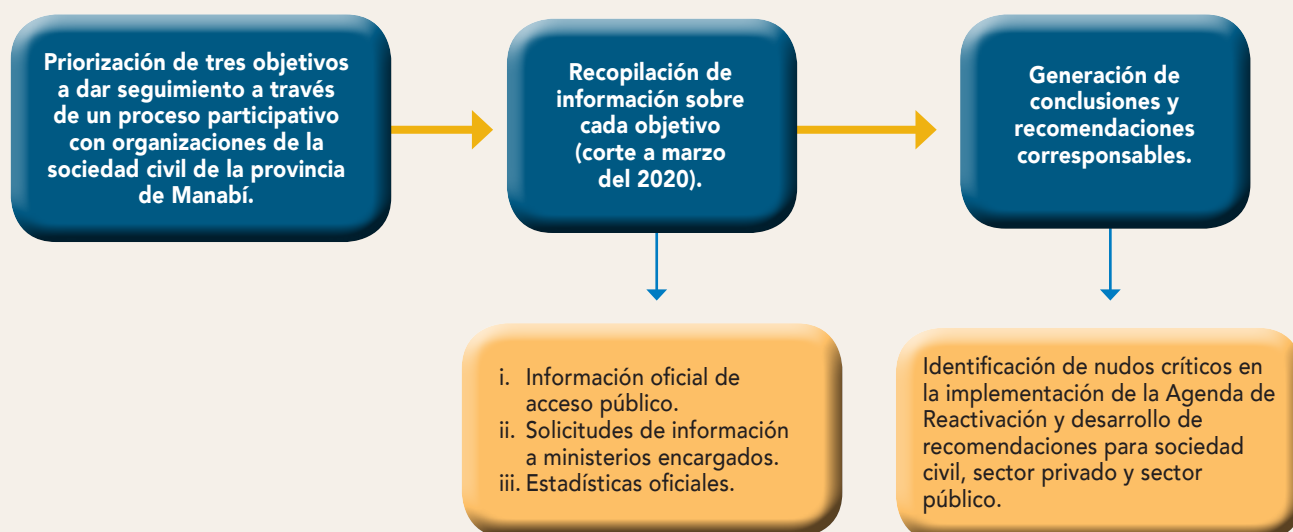 Priorización de tres objetivos
a dar seguimiento a través
de un proceso participativo
con organizaciones de la
sociedad civil de la provincia
de Manabí.
Recopilación de
información sobre
cada objetivo
(corte a marzo
del 2020).
Generación de
conclusiones y
recomendaciones
corresponsables.
i. Información oficial de
acceso público.
ii. Solicitudes de información
a ministerios encargados.
iii. Estadísticas oficiales.
Identificación de nudos críticos en
la implementación de la Agenda de
Reactivación y desarrollo de
recomendaciones para sociedad
civil, sector privado y sector
público.